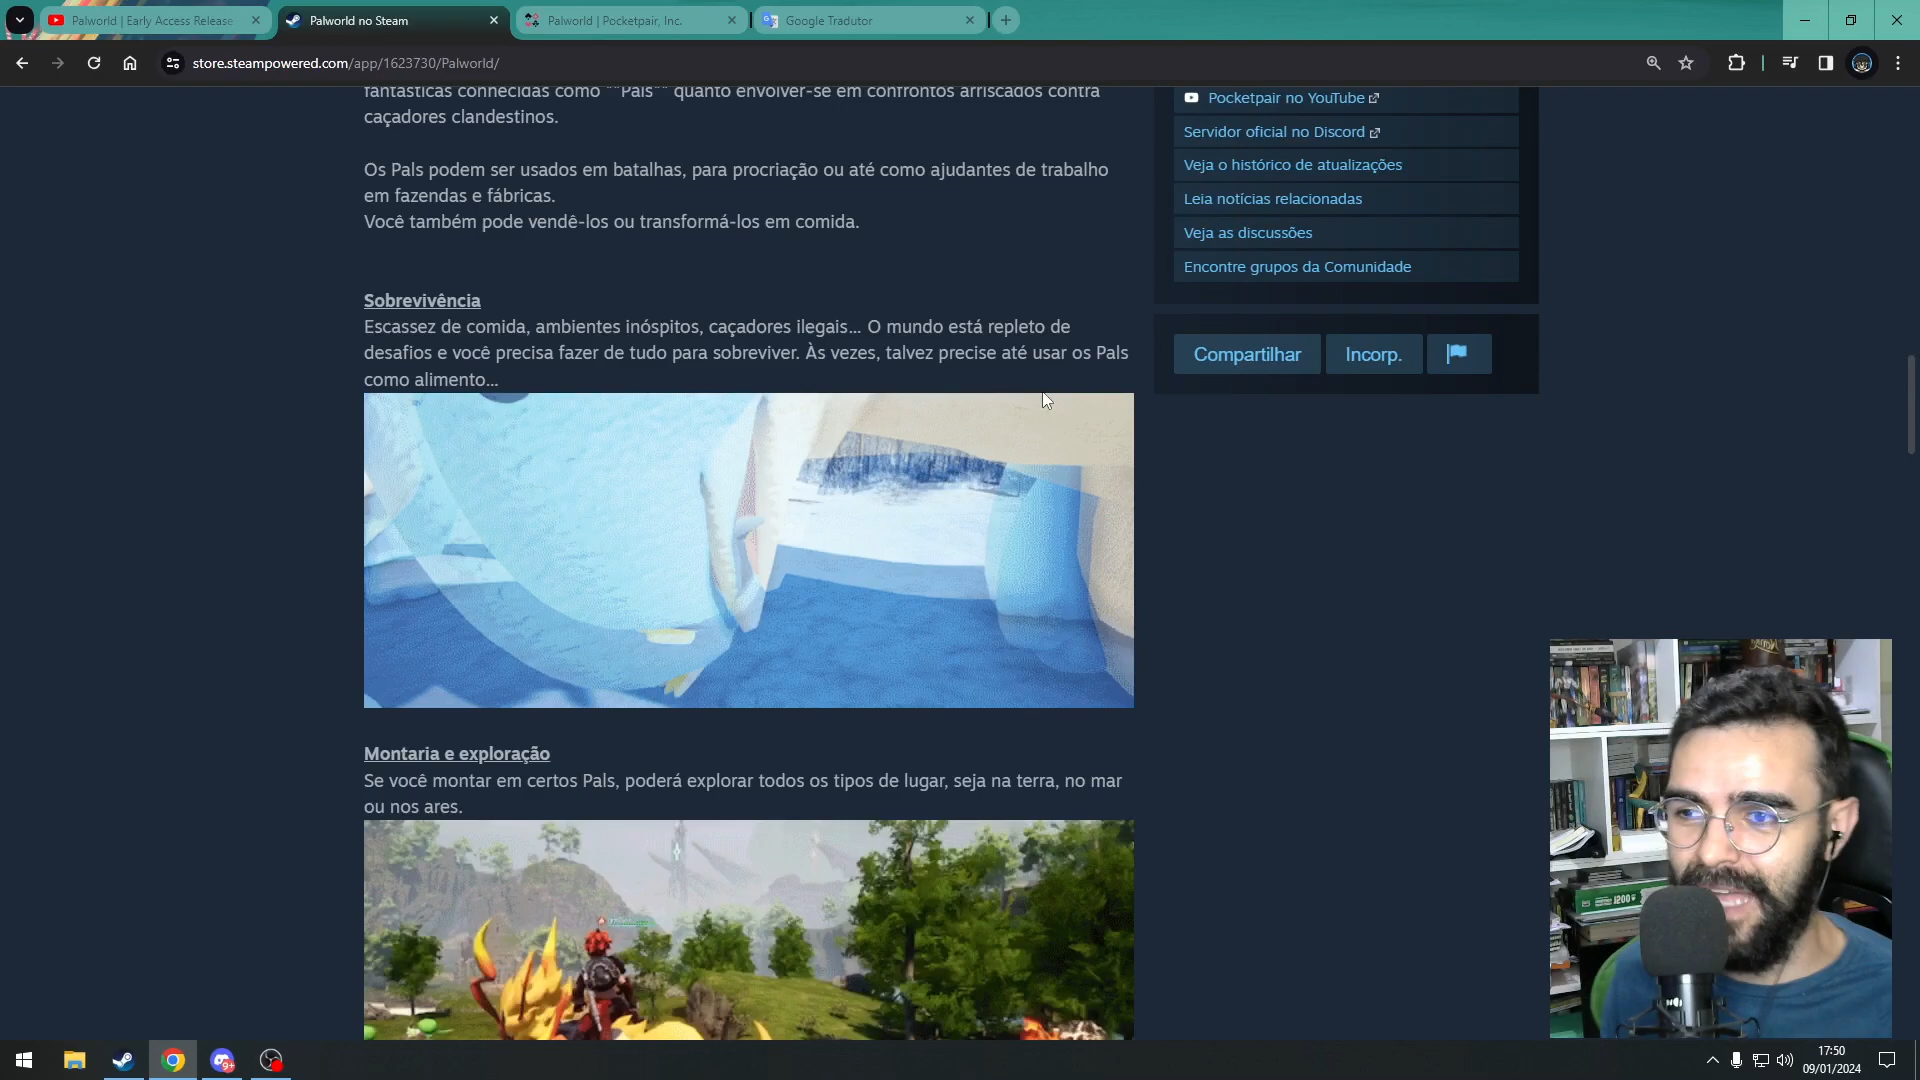 Palworld | Early Access Release
Palworld no Steam
Palworld | Pocketpair, Inc.
Google Tradutor
store.steampowered.com/app/1623730/Palworld/
fantásticas conhecidas como ""Pals"" quanto envolver-se em confrontos arriscados contra
caçadores clandestinos.
Os Pals podem ser usados em batalhas, para procriação ou até como ajudantes de trabalho
em fazendas e fábricas.
Você também pode vendê-los ou transformá-los em comida.
Sobrevivência
Escassez de comida, ambientes inóspitos, caçadores ilegais... O mundo está repleto de
desafios e você precisa fazer de tudo para sobreviver. Às vezes, talvez precise até usar os Pals
como alimento...
Montaria e exploração
Se você montar em certos Pals, poderá explorar todos os tipos de lugar, seja na terra, no mar
ou nos ares.
Pocketpair no YouTube
Servidor oficial no Discord
Veja o histórico de atualizações
Leia notícias relacionadas
Veja as discussões
Encontre grupos da Comunidade
Compartilhar
Incorp.
1200
9+
17:50
09/01/2024